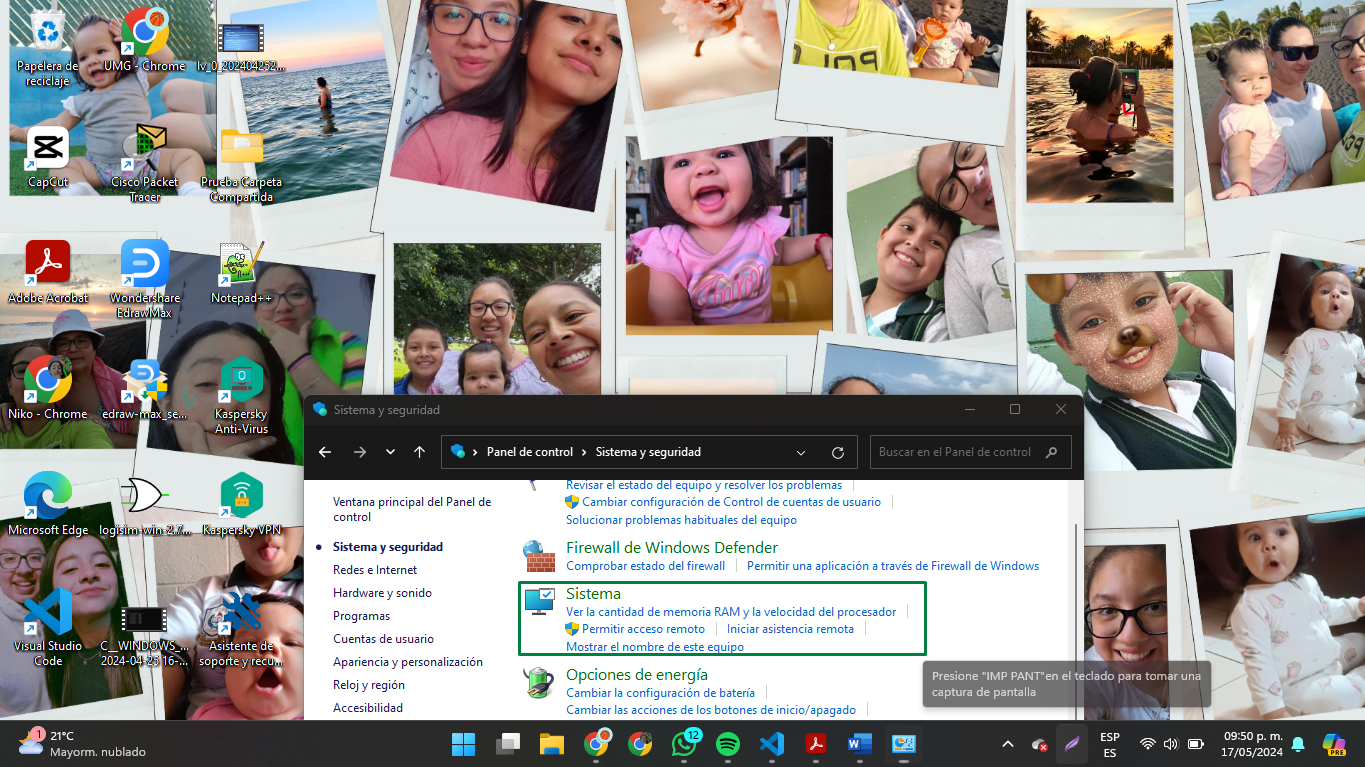 Papelera de
reciclaje
UMG - Chrome
lv_0_202404262...
CapCut
Cisco Packet
Tracer
Prueba Carpeta
Compartida
Adobe Acrobat
Wondershare
EdrawMax
Notepad++
Niko - Chrome
edraw-max_se...
Kaspersky
Anti-Virus
Microsoft Edge
logisim-win-2.7...
Kaspersky VPN
Visual Studio
Code
C__WINDOWS_...
2024-04-25 16-...
Asistente de
soporte y recu...
Sistema y seguridad
Panel de control > Sistema y seguridad
Buscar en el Panel de control
Ventana principal del Panel de
control
Sistema y seguridad
Redes e Internet
Hardware y sonido
Programas
Cuentas de usuario
Apariencia y personalización
Reloj y región
Accesibilidad
Revisar el estado del equipo y resolver los problemas
Cambiar configuración de Control de cuentas de usuario
Solucionar problemas habituales del equipo
Firewall de Windows Defender
Comprobar estado del firewall
Permitir una aplicación a través de Firewall de Windows
Sistema
Ver la cantidad de memoria RAM y la velocidad del procesador
Permitir acceso remoto
Iniciar asistencia remota
Mostrar el nombre de este equipo
Opciones de energía
Cambiar la configuración de batería
Cambiar las acciones de los botones de inicio/apagado
Presione "IMP PANT"en el teclado para tomar una
captura de pantalla
1
21°C
Mayorm. nublado
12
ESP
ES
09:50 p. m.
17/05/2024
PRE